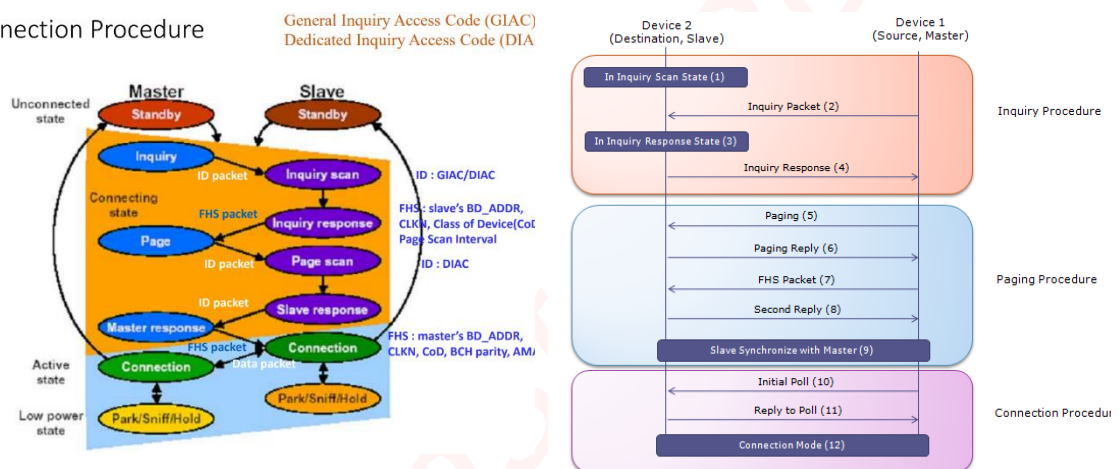 nnection Procedure
General Inquiry Access Code (GIAC)
Dedicated Inquiry Access Code (DIA
Unconnected
state
Master
Slave
Standby
Standby
Inquiry
ID packet
Inquiry scan
ID : GIAC/DIAC
Connecting
state
FHS packet
Inquiry response
FHS : slave's BD_ADDR,
CLKN, Class of Device(CoD
Page Scan Interval
Page
ID packet
Page scan
ID : DIAC
ID packet
Slave response
Master response
FHS packet
Connection
FHS : master's BD_ADDR,
CLKN, CoD, BCH parity, AMA
Data packet
Active
state
Connection
Low power
state
Park/Sniff/Hold
Park/Sniff/Hold
Device 2
(Destination, Slave)
Device 1
(Source, Master)
In Inquiry Scan State (1)
Inquiry Packet (2)
Inquiry Procedure
In Inquiry Response State (3)
Inquiry Response (4)
Paging (5)
Paging Reply (6)
FHS Packet (7)
Paging Procedure
Second Reply (8)
Slave Synchronize with Master (9)
Initial Poll (10)
Reply to Poll (11)
Connection Procedur
Connection Mode (12)